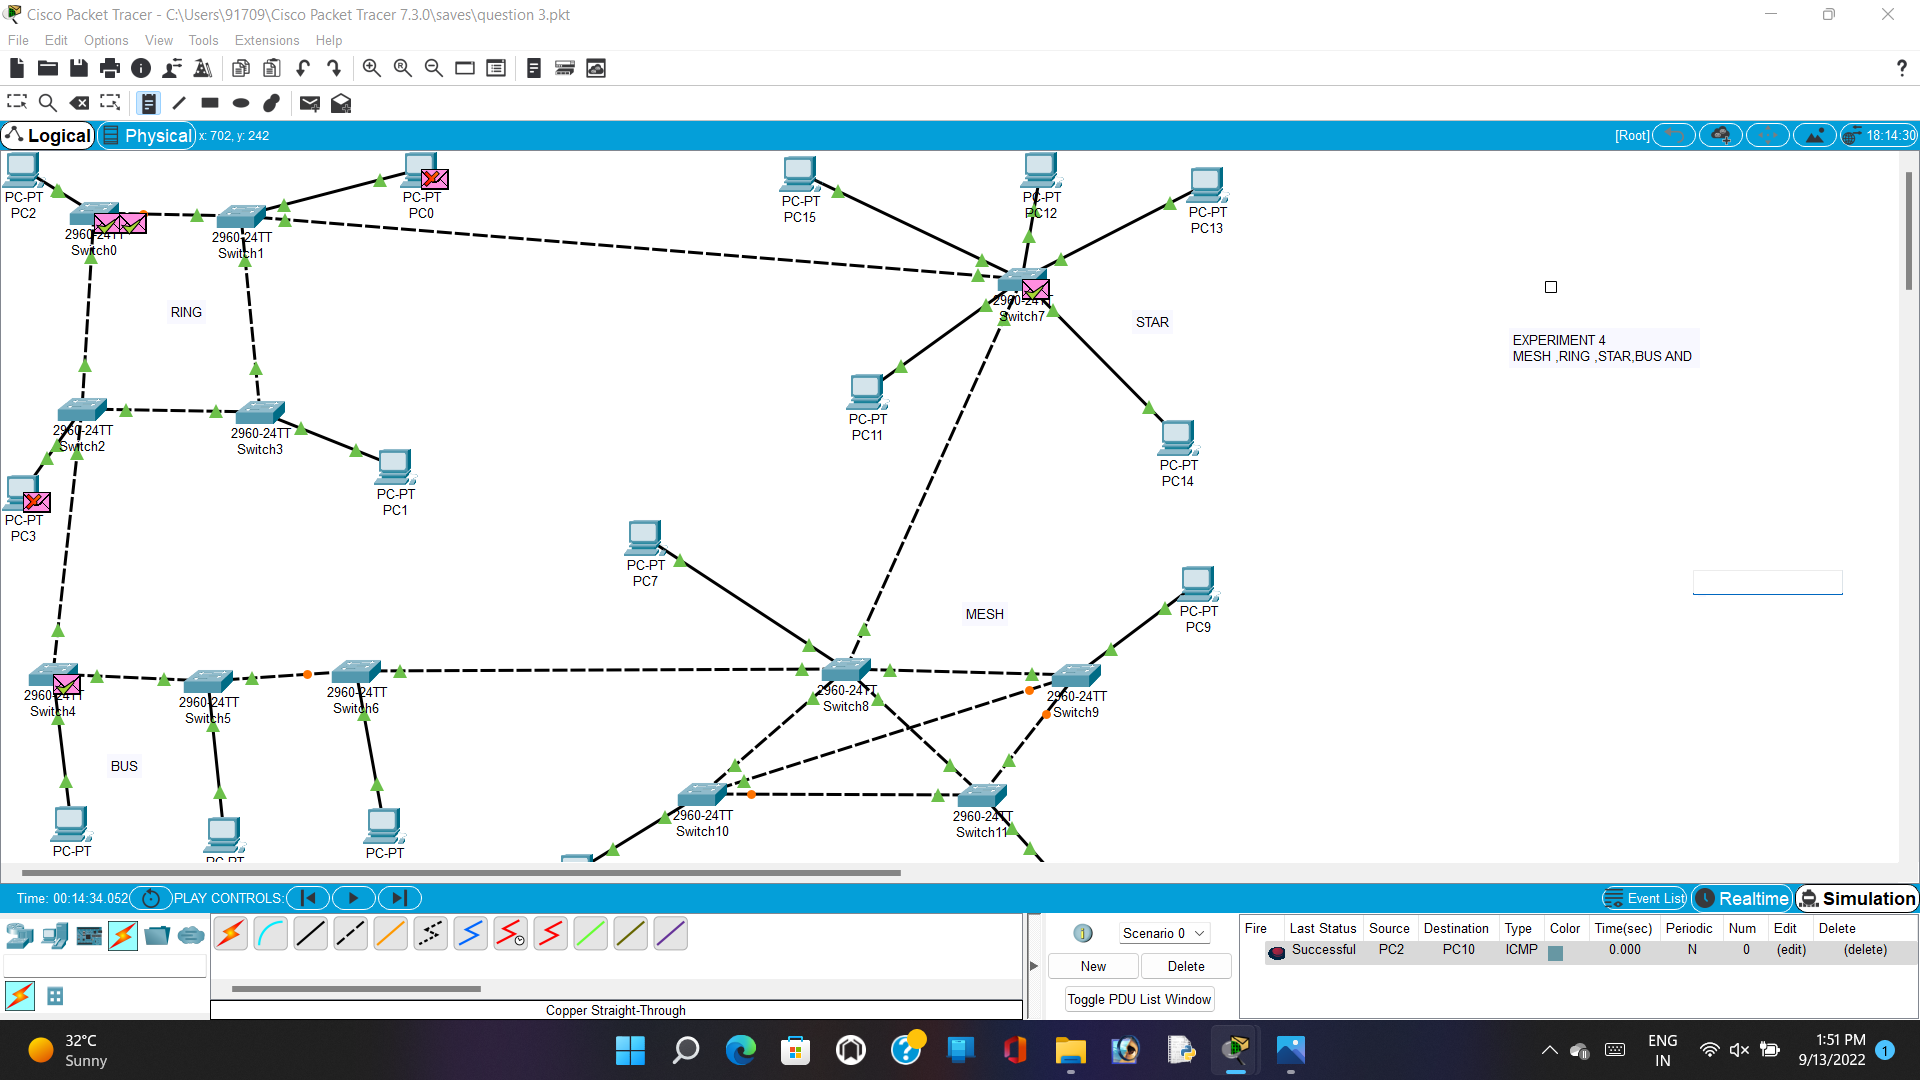 Cisco Packet Tracer - C:\Users\91709\Cisco Packet Tracer 7.3.0\saves\question 3.pkt
File Edit Options View Tools Extensions Help
Logical Physical x: 702, y: 242 [Root] 18:14:30
PC-PT
PC2
PC-PT
PC0
PC-PT
PC15
PC-PT
PC12
PC-PT
PC13
2960-24TT
Switch0
2960-24TT
Switch1
2960-24TT
Switch7
RING
STAR
EXPERIMENT 4
MESH ,RING ,STAR,BUS AND
2960-24TT
Switch2
2960-24TT
Switch3
PC-PT
PC11
PC-PT
PC14
PC-PT
PC3
PC-PT
PC1
PC-PT
PC7
MESH
PC-PT
PC9
2960-24TT
Switch4
2960-24TT
Switch5
2960-24TT
Switch6
2960-24TT
Switch8
2960-24TT
Switch9
BUS
2960-24TT
Switch10
2960-24TT
Switch11
PC-PT
PC-PT
PC-PT
Time: 00:14:34.052 PLAY CONTROLS: Event List Realtime Simulation
Scenario 0
New Delete
Toggle PDU List Window
Fire Last Status Source Destination Type Color Time(sec) Periodic Num Edit Delete
Successful PC2 PC10 ICMP 0.000 N 0 (edit) (delete)
Copper Straight-Through
32°C
Sunny
ENG
IN
1:51 PM
9/13/2022
1